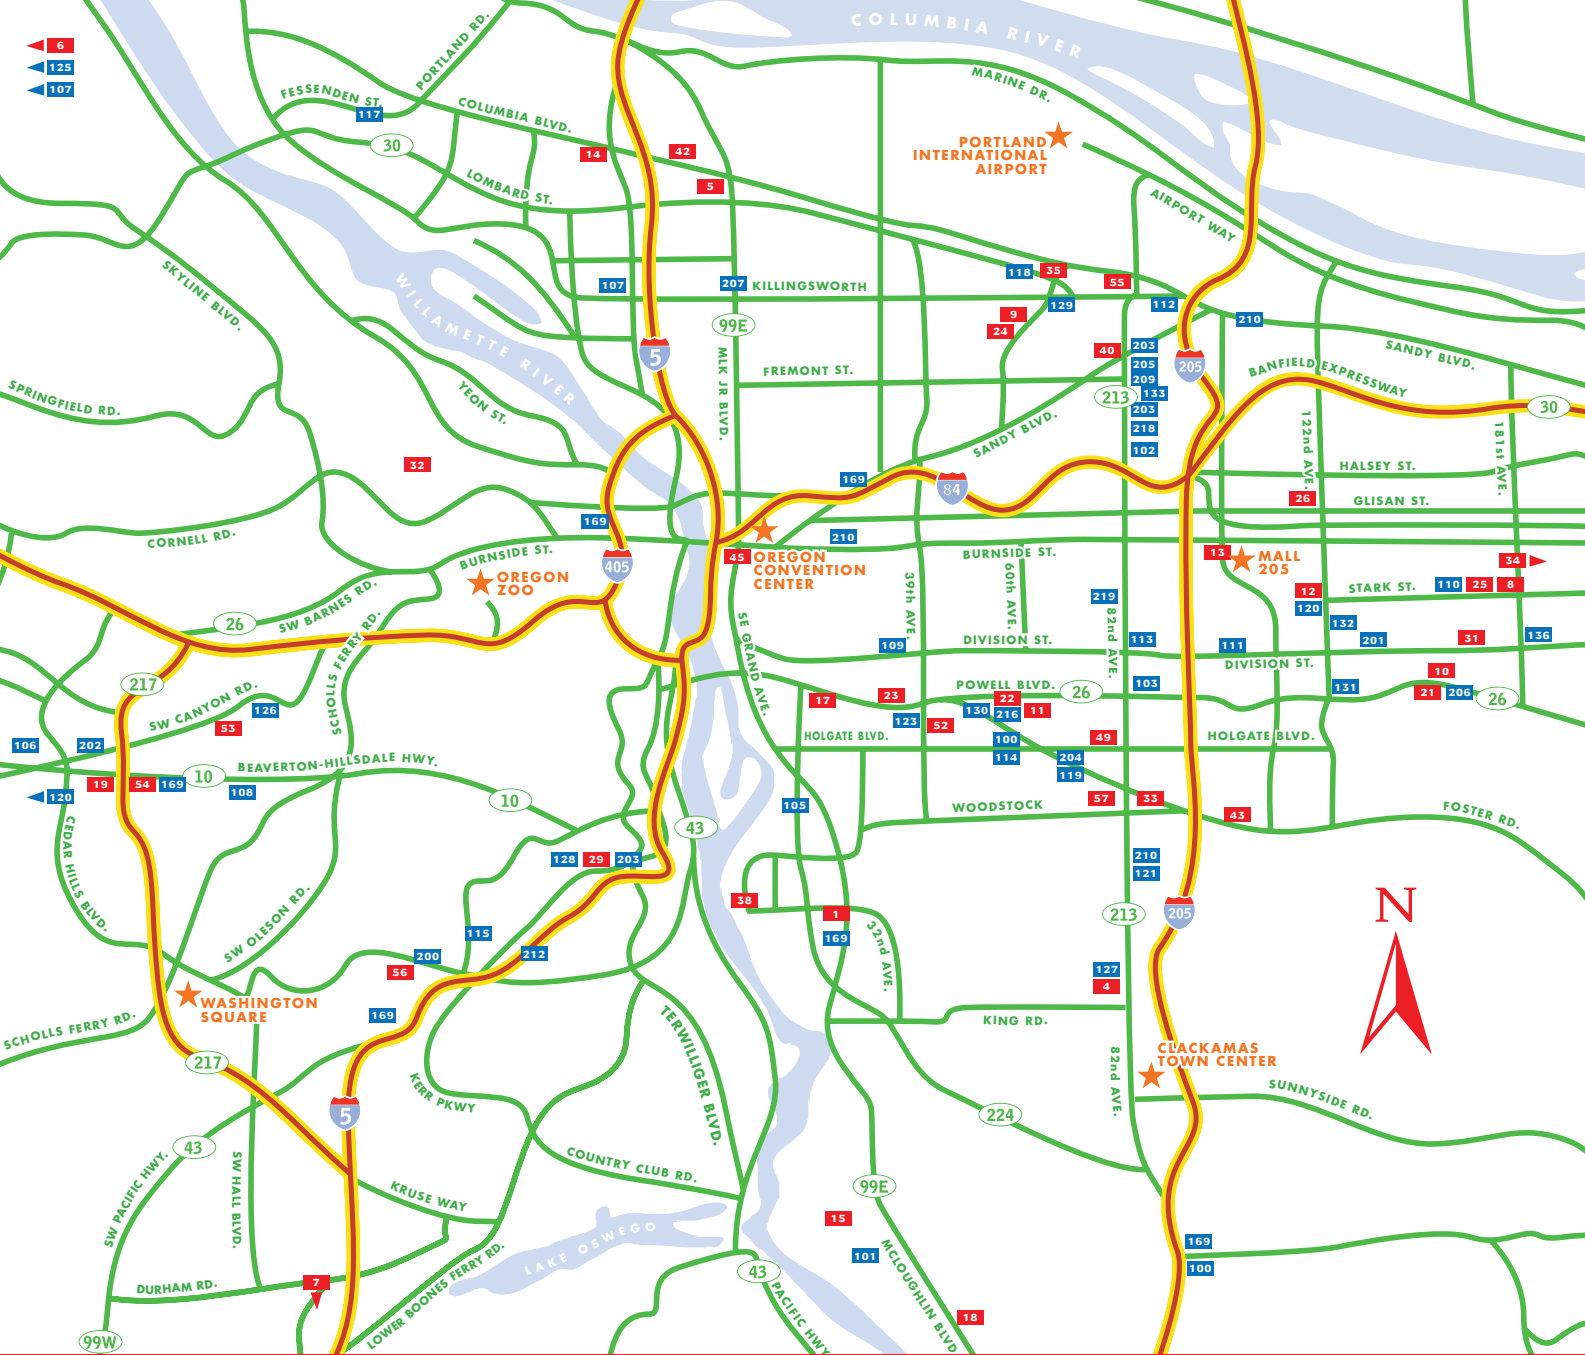 COLUMBIA RIVER
6
125
107
PORTLAND RD.
FESSENDEN ST.
117
COLUMBIA BLVD.
MARINE DR.
30
14
42
5
PORTLAND
INTERNATIONAL
AIRPORT
LOMBARD ST.
AIRPORT WAY
SKYLINE BLVD.
WILLAMETTE RIVER
107
207
KILLINGSWORTH
118
35
55
129
112
210
9
24
99E
5
MLK JR BLVD.
FREMONT ST.
40
203
205
209
133
203
218
102
213
205
SANDY BLVD.
BANFIELD EXPRESSWAY
30
SPRINGFIELD RD.
YEON ST.
SANDY BLVD.
122nd AVE.
181st AVE.
32
169
84
HALSEY ST.
26
GLISAN ST.
CORNELL RD.
169
210
BURNSIDE ST.
405
45
OREGON
CONVENTION
CENTER
BURNSIDE ST.
13
MALL
205
34
OREGON
ZOO
SW BARNES RD.
26
39th AVE.
60th AVE.
82nd AVE.
219
12
120
STARK ST.
110
25
8
132
201
31
136
SCHOLLS FERRY RD.
SE GRAND AVE.
109
DIVISION ST.
113
111
DIVISION ST.
217
SW CANYON RD.
126
53
106
202
17
23
POWELL BLVD.
26
103
131
10
21
206
26
22
130
216
11
123
52
HOLGATE BLVD.
100
114
49
204
119
HOLGATE BLVD.
BEAVERTON-HILLSDALE HWY.
10
19
54
169
108
120
10
43
105
WOODSTOCK
57
33
43
FOSTER RD.
CEDAR HILLS BLVD.
128
29
203
210
121
38
1
169
32nd AVE.
213
205
N
SW OLESON RD.
115
200
212
56
127
4
WASHINGTON
SQUARE
169
SCHOLLS FERRY RD.
TERWILLIGER BLVD.
KING RD.
CLACKAMAS
TOWN CENTER
217
5
KERR PKWY
82nd AVE.
SUNNYSIDE RD.
224
43
SW PACIFIC HWY.
SW HALL BLVD.
COUNTRY CLUB RD.
KRUSE WAY
99E
15
101
LAKE OSWEGO
MCLOUGHLIN BLVD
169
100
DURHAM RD.
7
LOWER BOONES FERRY RD.
43
PACIFIC HWY
18
99W